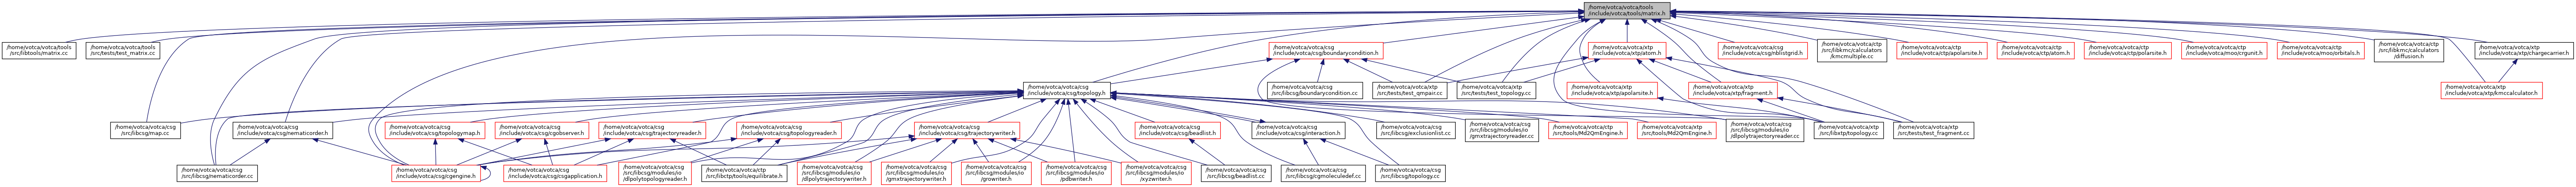 /home/votca/votca/tools
/include/votca/tools/matrix.h
/home/votca/votca/tools
/src/libtools/matrix.cc
/home/votca/votca/tools
/src/tests/test_matrix.cc
/home/votca/votca/csg
/include/votca/csg/boundarycondition.h
/home/votca/votca/xtp
/include/votca/xtp/atom.h
/home/votca/votca/csg
/include/votca/csg/nblistgrid.h
/home/votca/votca/ctp
/src/libkmc/calculators
/kmcmultiple.cc
/home/votca/votca/ctp
/include/votca/ctp/apolarsite.h
/home/votca/votca/ctp
/include/votca/ctp/atom.h
/home/votca/votca/ctp
/include/votca/ctp/polarsite.h
/home/votca/votca/ctp
/include/votca/moo/crgunit.h
/home/votca/votca/ctp
/include/votca/moo/orbitals.h
/home/votca/votca/ctp
/src/libkmc/calculators
/diffusion.h
/home/votca/votca/xtp
/include/votca/xtp/chargecarrier.h
/home/votca/votca/csg
/include/votca/csg/topology.h
/home/votca/votca/csg
/src/libcsg/boundarycondition.cc
/home/votca/votca/xtp
/src/tests/test_qmpair.cc
/home/votca/votca/xtp
/src/tests/test_topology.cc
/home/votca/votca/xtp
/include/votca/xtp/apolarsite.h
/home/votca/votca/xtp
/include/votca/xtp/fragment.h
/home/votca/votca/xtp
/include/votca/xtp/kmccalculator.h
/home/votca/votca/csg
/src/libcsg/map.cc
/home/votca/votca/csg
/include/votca/csg/nematicorder.h
/home/votca/votca/csg
/include/votca/csg/topologymap.h
/home/votca/votca/csg
/include/votca/csg/cgobserver.h
/home/votca/votca/csg
/include/votca/csg/trajectoryreader.h
/home/votca/votca/csg
/include/votca/csg/topologyreader.h
/home/votca/votca/csg
/include/votca/csg/trajectorywriter.h
/home/votca/votca/csg
/include/votca/csg/beadlist.h
/home/votca/votca/csg
/include/votca/csg/interaction.h
/home/votca/votca/csg
/src/libcsg/exclusionlist.cc
/home/votca/votca/csg
/src/libcsg/modules/io
/gmxtrajectoryreader.cc
/home/votca/votca/ctp
/src/tools/Md2QmEngine.h
/home/votca/votca/xtp
/src/tools/Md2QmEngine.h
/home/votca/votca/csg
/src/libcsg/modules/io
/dlpolytrajectoryreader.cc
/home/votca/votca/xtp
/src/libxtp/topology.cc
/home/votca/votca/xtp
/src/tests/test_fragment.cc
/home/votca/votca/csg
/src/libcsg/nematicorder.cc
/home/votca/votca/csg
/include/votca/csg/cgengine.h
/home/votca/votca/csg
/include/votca/csg/csgapplication.h
/home/votca/votca/csg
/src/libcsg/modules/io
/dlpolytopologyreader.h
/home/votca/votca/ctp
/src/libctp/tools/equilibrate.h
/home/votca/votca/csg
/src/libcsg/modules/io
/dlpolytrajectorywriter.h
/home/votca/votca/csg
/src/libcsg/modules/io
/gmxtrajectorywriter.h
/home/votca/votca/csg
/src/libcsg/modules/io
/growriter.h
/home/votca/votca/csg
/src/libcsg/modules/io
/pdbwriter.h
/home/votca/votca/csg
/src/libcsg/modules/io
/xyzwriter.h
/home/votca/votca/csg
/src/libcsg/beadlist.cc
/home/votca/votca/csg
/src/libcsg/cgmoleculedef.cc
/home/votca/votca/csg
/src/libcsg/topology.cc